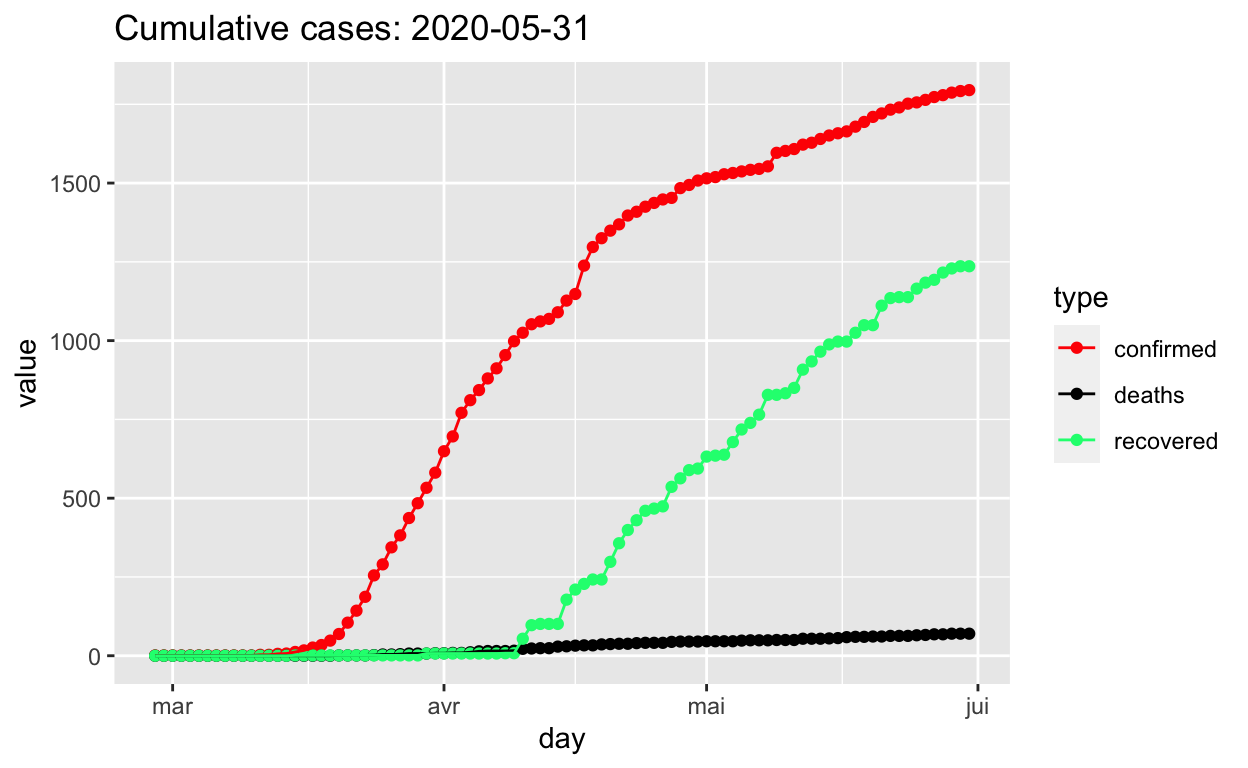 Cumulative cases: 2020-05-31
value
1500
1000
500
0
mar avr mai jui
day
type
confirmed
deaths
recovered